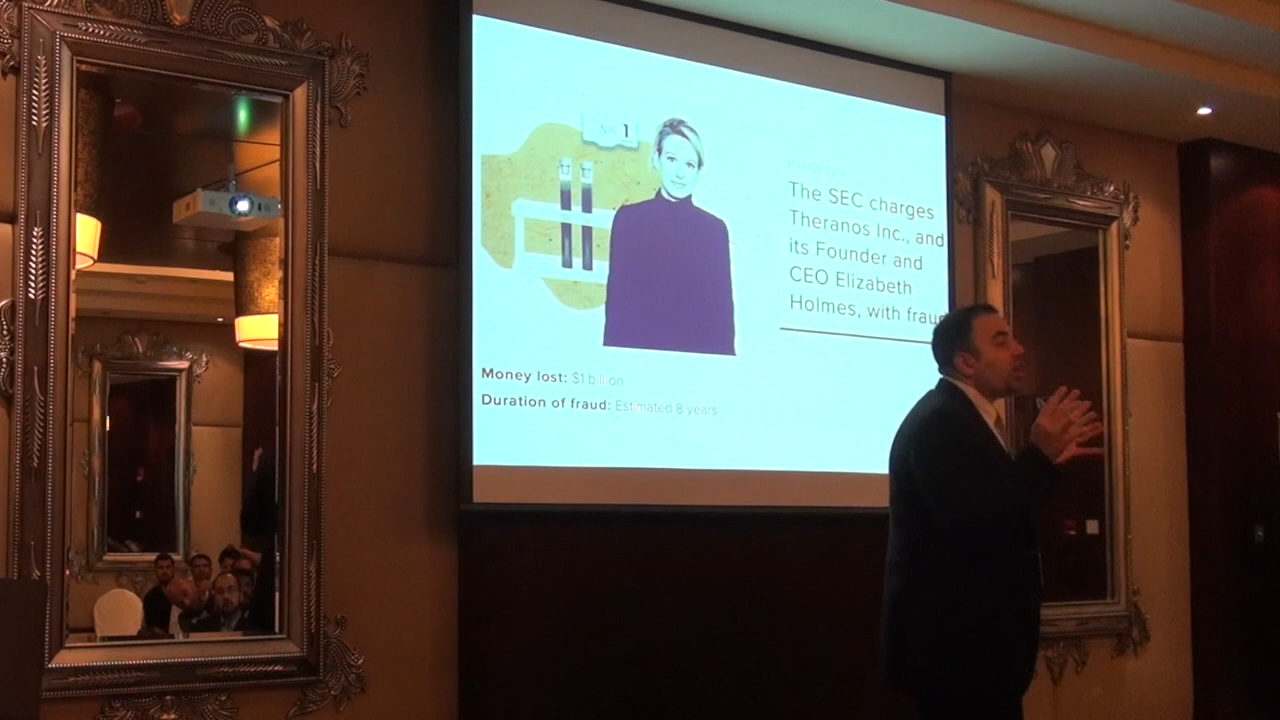 No. 1
The SEC charges
Theranos Inc., and
its Founder and
CEO Elizabeth
Holmes, with fraud
Money lost: $1 billion
Duration of fraud: Estimated 8 years